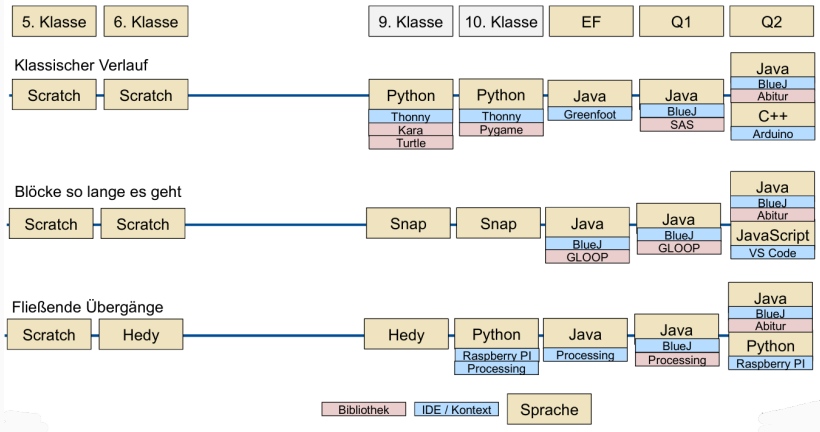 5. Klasse 6. Klasse 9. Klasse 10. Klasse EF Q1 Q2
Klassischer Verlauf
Scratch Scratch Python Python Java Java Java
Thonny Thonny Greenfoot BlueJ BlueJ
Kara Pygame SAS Abitur
Turtle C++
Arduino
Blöcke so lange es geht
Scratch Scratch Snap Snap Java Java Java
BlueJ BlueJ BlueJ
GLOOP GLOOP Abitur
JavaScript
VS Code
Fließende Übergänge
Scratch Hedy Hedy Python Java Java Java
Raspberry PI Processing BlueJ BlueJ
Processing Processing Abitur
Python
Raspberry PI
Bibliothek IDE / Kontext Sprache